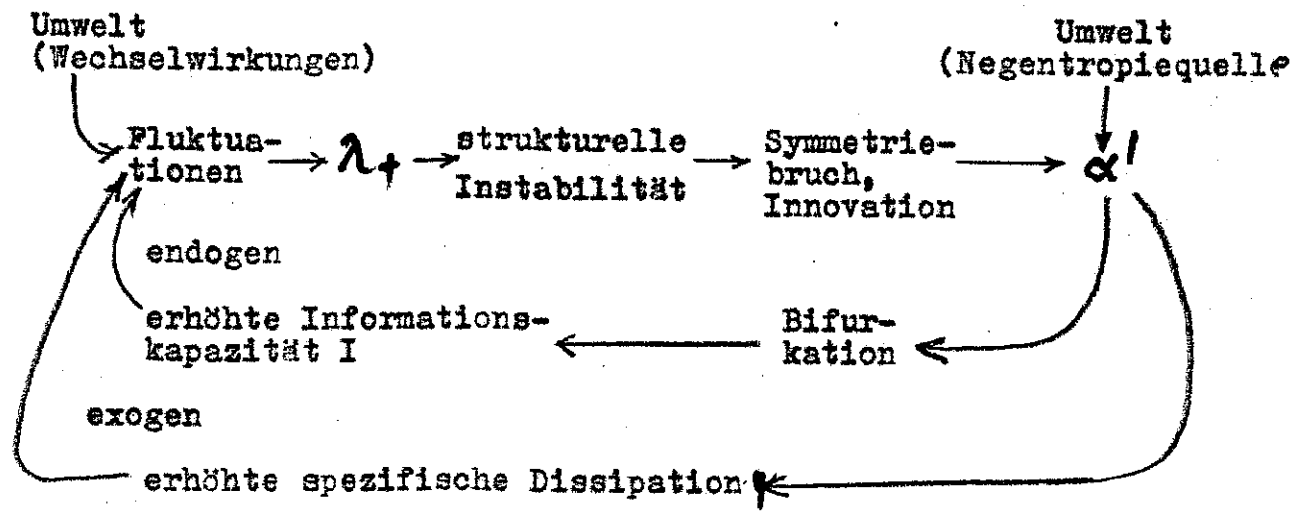 Umwelt
(Wechselwirkungen)
Umwelt
(Negentropiequelle
Fluktua-
tionen
λ+
strukturelle
Instabilität
Symmetrie-
bruch,
Innovation
α'
endogen
erhöhte Informations-
kapazität I
Bifur-
kation
exogen
erhöhte spezifische Dissipation